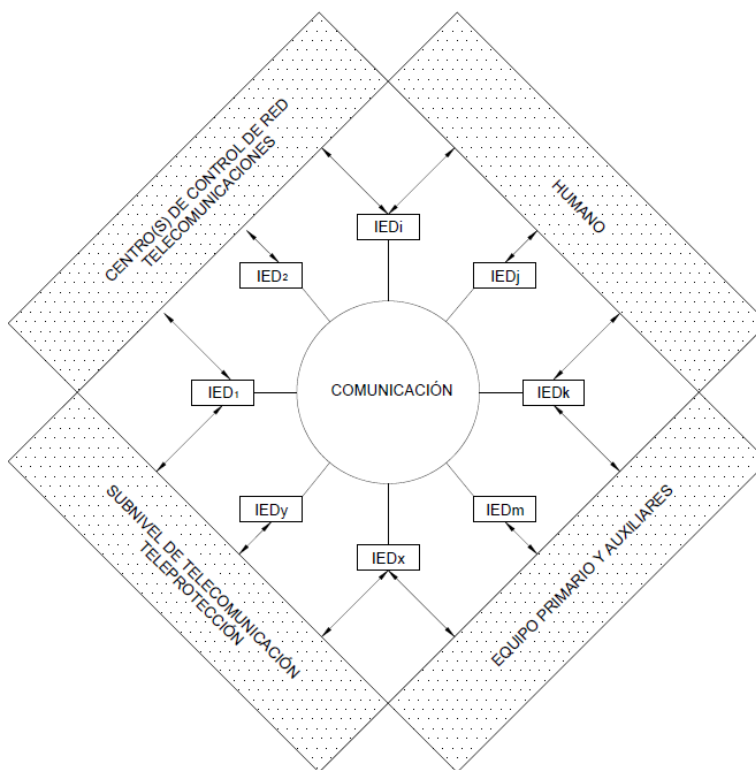 CENTRO(S) DE CONTROL DE RED
TELECOMUNICACIONES
HUMANO
IEDi
IED2
IEDj
IED1
COMUNICACIÓN
IEDk
IEDy
IEDm
IEDx
SUBNIVEL DE TELECOMUNICACIÓN
TELEPROTECCIÓN
EQUIPO PRIMARIO Y AUXILIARES